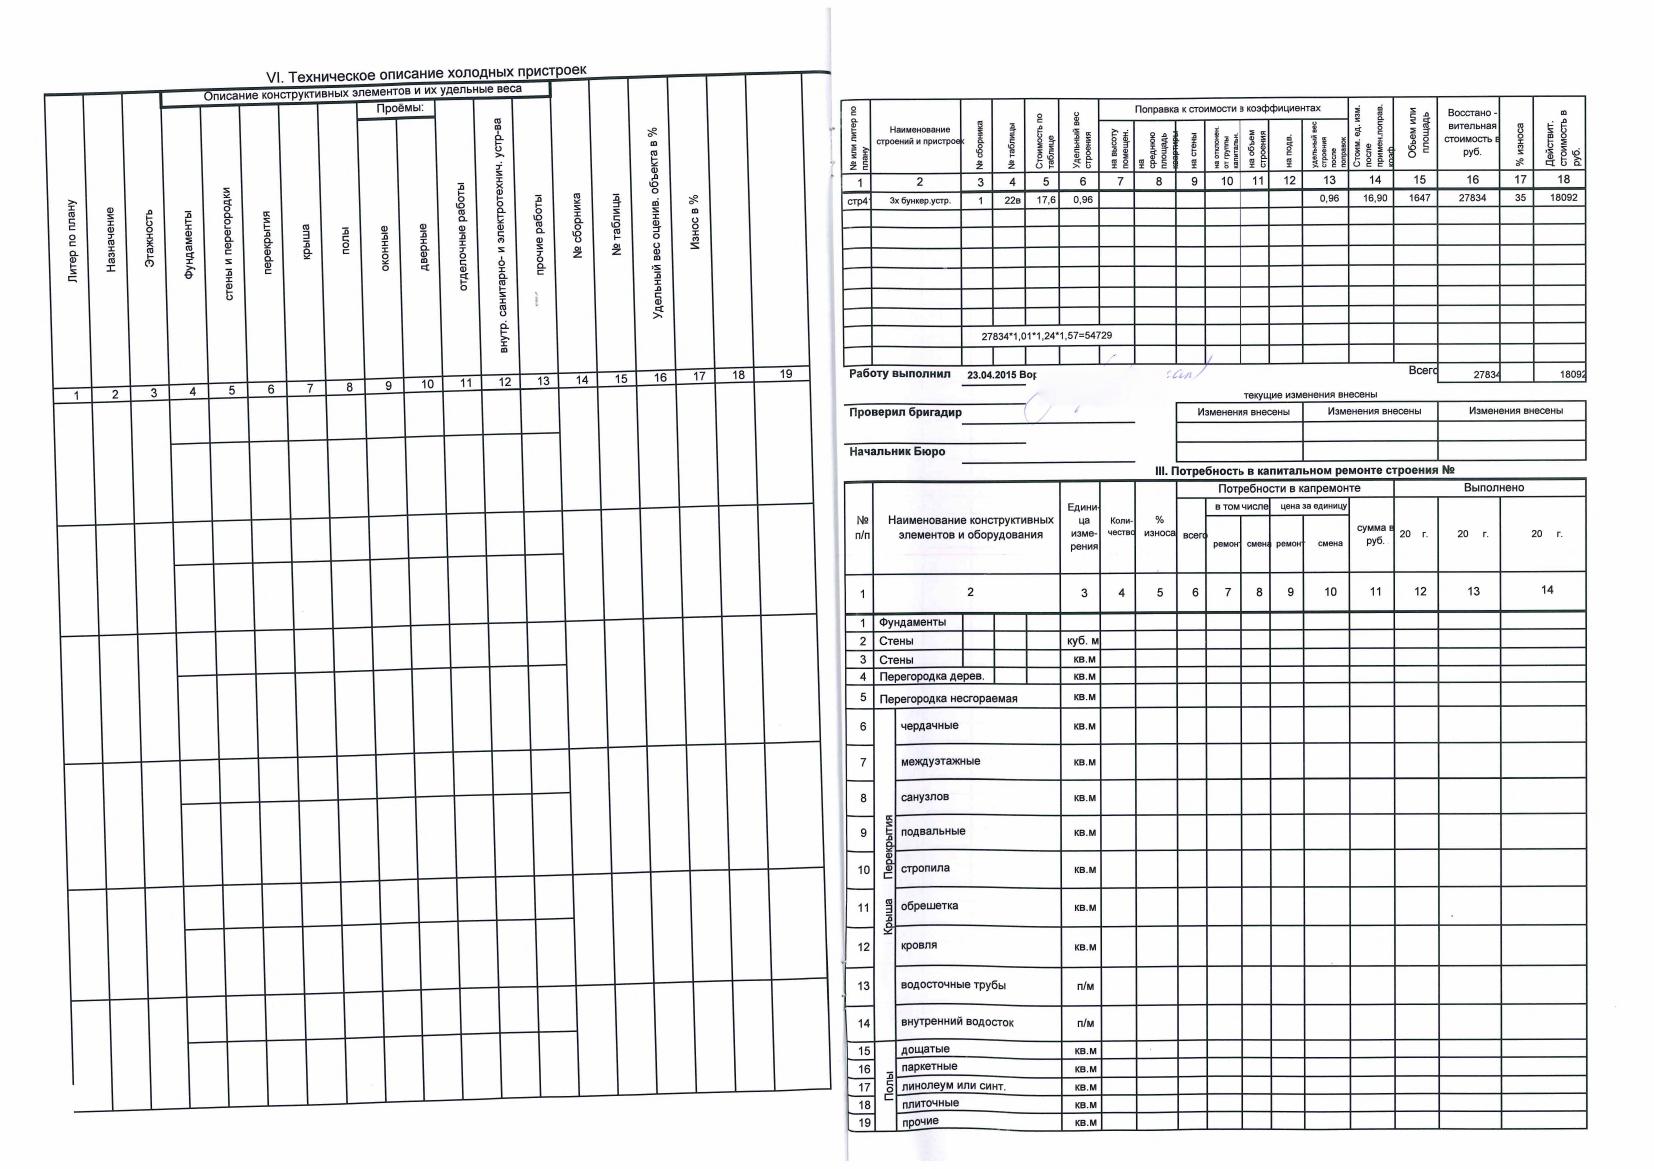 VI. Техническое описание холодных пристроек
Описание конструктивных элементов и их удельные веса
Проёмы:
Литер по плану
Назначение
Этажность
Фундаменты
стены и перегородки
перекрытия
крыша
полы
оконные
дверные
отделочные работы
внутр. санитарно- и электротехнич. устр-ва
прочие работы
№ сборника
№ таблицы
Удельный вес оценив. объекта в %
Износ в %
1 2 3 4 5 6 7 8 9 10 11 12 13 14 15 16 17 18 19
№ или литер по плану
Наименование строений и пристроек
№ сборника
№ таблицы
Стоимость по таблице
Удельный вес строения
Поправка к стоимости в коэффициентах
на высоту помещен.
на среднюю площадь квартиры
на стены
на отклонен. от группы капитальн.
на объем строения
на подв.
удельный вес строения после поправок
Стоим. ед. изм. после примен.поправ. коэф
Объем или площадь
Восстано - вительная стоимость в руб.
% износа
Действит. стоимость в руб.
1 2 3 4 5 6 7 8 9 10 11 12 13 14 15 16 17 18
стр4 3х бункер.устр. 1 22в 17,6 0,96 0,96 16,90 1647 27834 35 18092
27834*1,01*1,24*1,57=54729
Работу выполнил 23.04.2015 Вор
Всего 27834 18092
Проверил бригадир
текущие изменения внесены
Изменения внесены Изменения внесены Изменения внесены
Начальник Бюро
III. Потребность в капитальном ремонте строения №
№ п/п
Наименование конструктивных элементов и оборудования
Едини- ца изме- рения
Коли- чество
% износа
Потребности в капремонте
всего
в том числе
ремонт смена
цена за единицу
ремонт смена
сумма в руб.
Выполнено
20 г. 20 г. 20 г.
1 2 3 4 5 6 7 8 9 10 11 12 13 14
1 Фундаменты
2 Стены куб. м
3 Стены кв.м
4 Перегородка дерев. кв.м
5 Перегородка несгораемая кв.м
Перекрытия
6 чердачные кв.м
7 междуэтажные кв.м
8 санузлов кв.м
9 подвальные кв.м
Крыша
10 стропила кв.м
11 обрешетка кв.м
12 кровля кв.м
13 водосточные трубы п/м
14 внутренний водосток п/м
Полы
15 дощатые кв.м
16 паркетные кв.м
17 линолеум или синт. кв.м
18 плиточные кв.м
19 прочие кв.м